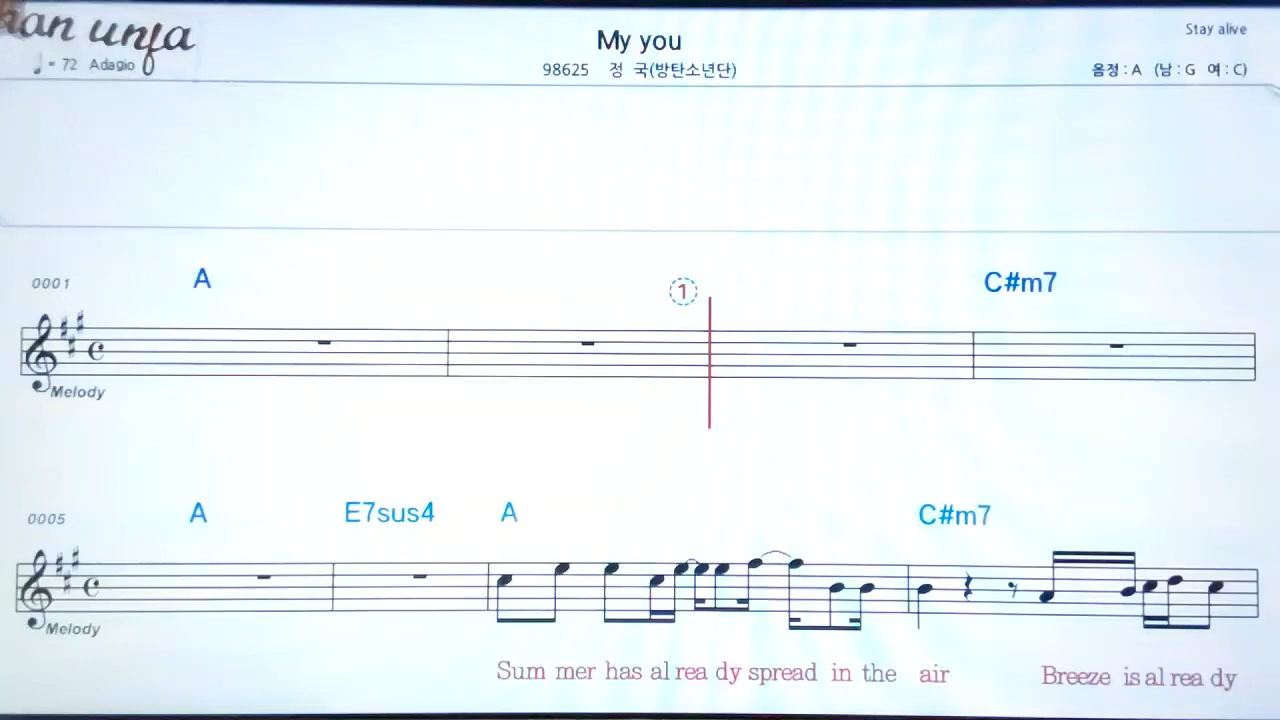 han unfa
My you
Stay alive
♩ = 72 Adagio
98625 정 국(방탄소년단)
음정 : A (남 : G 여 : C)
0001
A
①
C#m7
Melody
0005
A E7sus4 A C#m7
Melody
Sum mer has al rea dy spread in the air Breeze is al rea dy